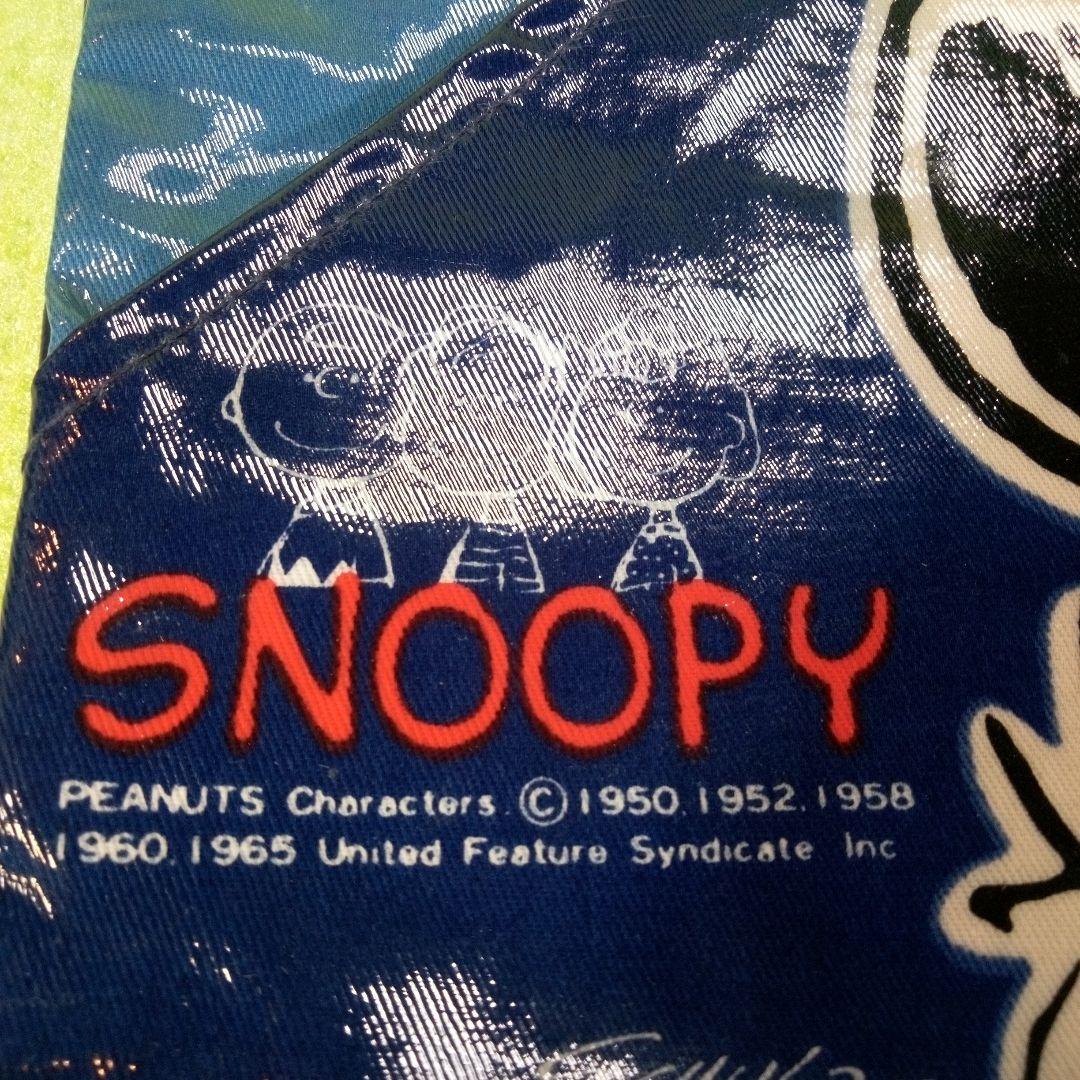 SNOOPY
PEANUTS Characters © 1950, 1952, 1958
1960, 1965 United Feature Syndicate Inc